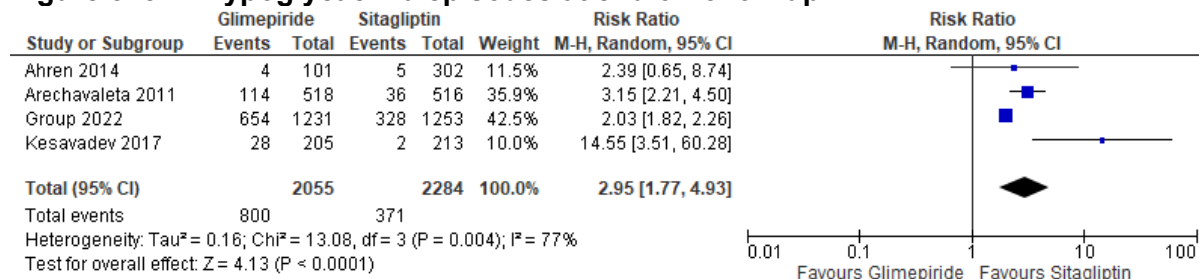 Glimepiride Sitagliptin Risk Ratio Risk Ratio
Study or Subgroup Events Total Events Total Weight M-H, Random, 95% CI M-H, Random, 95% CI
Ahren 2014 4 101 5 302 11.5% 2.39 [0.65, 8.74]
Arechavaleta 2011 114 518 36 516 35.9% 3.15 [2.21, 4.50]
Group 2022 654 1231 328 1253 42.5% 2.03 [1.82, 2.26]
Kesavadev 2017 28 205 2 213 10.0% 14.55 [3.51, 60.28]
Total (95% CI) 2055 2284 100.0% 2.95 [1.77, 4.93]
Total events 800 371
Heterogeneity: Tau² = 0.16; Chi² = 13.08, df = 3 (P = 0.004); I² = 77%
Test for overall effect: Z = 4.13 (P < 0.0001)
0.01 0.1 1 10 100
Favours Glimepiride Favours Sitagliptin